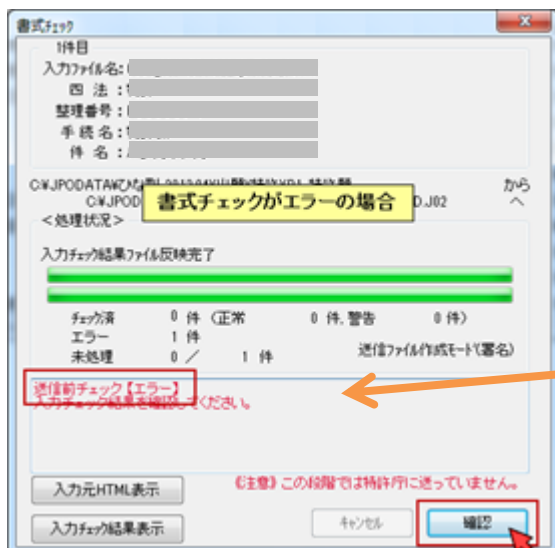 書式チェック
1件目
入力ファイル名:
四 法 :
整理番号 :
手続名 :
件 名 :
C:¥JPODATA¥ひな型 から
C:¥JPOD D.J02 へ
書式チェックがエラーの場合
<処理状況>
入力チェック結果ファイル反映完了
チェック済 0 件 (正常 0 件, 警告 0 件)
エラー 1 件
未処理 0 / 1 件 送信ファイル作成モード(署名)
送信前チェック【エラー】
入力チェック結果を確認してください。
入力元HTML表示 《注意》この段階では特許庁に送っていません。
入力チェック結果表示 キャンセル 確認